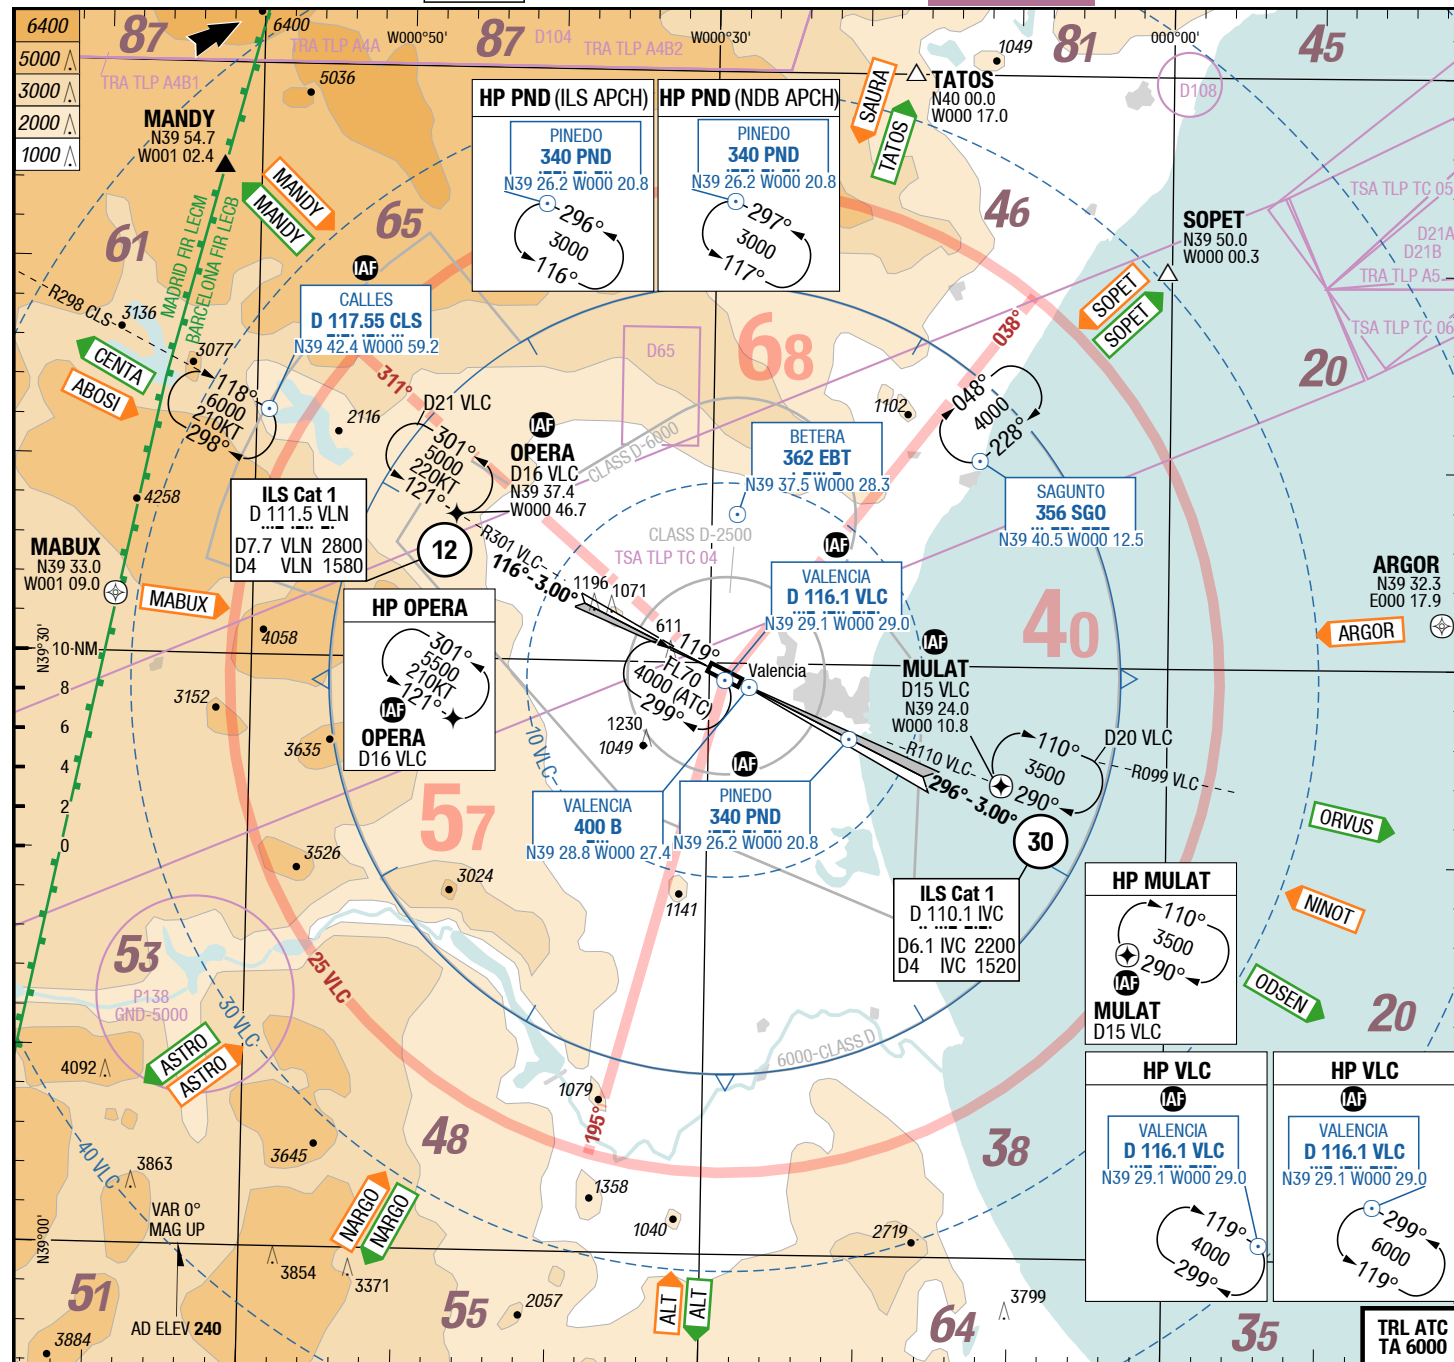 6400
5000
3000
2000
1000
87
6400
TRA TLP A4A
W000°50'
87
D104
TRA TLP A4B2
W000°30'
1049
81
000°00'
45
TRA TLP A4B1
5036
MANDY
N39 54.7
W001 02.4
HP PND (ILS APCH)
PINEDO
340 PND
N39 26.2 W000 20.8
296°
3000
116°
HP PND (NDB APCH)
PINEDO
340 PND
N39 26.2 W000 20.8
297°
3000
117°
SAURA
TATOS
TATOS
N40 00.0
W000 17.0
D108
MANDY
MANDY
65
46
61
MADRID FIR LECM
BARCELONA FIR LECB
TSA TLP TC 05
D21A
D21B
TRA TLP A5
TSA TLP TC 06
SOPET
N39 50.0
W000 00.3
SOPET
SOPET
20
IAF
CALLES
D 117.55 CLS
N39 42.4 W000 59.2
R298 CLS
3136
3077
CENTA
ABOSI
118°
6000
210KT
298°
311°
D21 VLC
2116
301°
5000
220KT
121°
IAF
OPERA
D16 VLC
N39 37.4
W000 46.7
D65
68
038°
1102
048°
4000
228°
CLASS D-6000
BETERA
362 EBT
N39 37.5 W000 28.3
SAGUNTO
356 SGO
N39 40.5 W000 12.5
4258
ILS Cat 1
D 111.5 VLN
D7.7 VLN 2800
D4 VLN 1580
12
R301 VLC
116°-3.00°
CLASS D-2500
TSA TLP TC 04
MABUX
N39 33.0
W001 09.0
MABUX
IAF
VALENCIA
D 116.1 VLC
N39 29.1 W000 29.0
1196
1071
611
ARGOR
N39 32.3
E000 17.9
ARGOR
40
HP OPERA
301°
5500
210KT
121°
IAF
OPERA
D16 VLC
4058
N39°30'
10-NM
8
6
4
2
0
3152
3635
119°
FL70
4000 (ATC)
299°
Valencia
1230
1049
IAF
MULAT
D15 VLC
N39 24.0
W000 10.8
110°
3500
290°
D20 VLC
R110 VLC
R099 VLC
296°-3.00°
30
10 VLC
IAF
VALENCIA
400 B
N39 28.8 W000 27.4
PINEDO
340 PND
N39 26.2 W000 20.8
57
ORVUS
NINOT
ODSEN
3526
3024
1141
ILS Cat 1
D 110.1 IVC
D6.1 IVC 2200
D4 IVC 1520
HP MULAT
110°
3500
290°
IAF
MULAT
D15 VLC
53
P138
GND-5000
25 VLC
30 VLC
20
6000-CLASS D
4092
ASTRO
ASTRO
1079
195°
48
38
3645
40 VLC
3863
VAR 0°
MAG UP
NARGO
NARGO
1358
1040
2719
HP VLC
IAF
VALENCIA
D 116.1 VLC
N39 29.1 W000 29.0
119°
4000
299°
HP VLC
IAF
VALENCIA
D 116.1 VLC
N39 29.1 W000 29.0
299°
6000
119°
N39°00'
3854
3371
51
55
2057
ALT
ALT
64
3799
35
3884
AD ELEV 240
TRL ATC
TA 6000